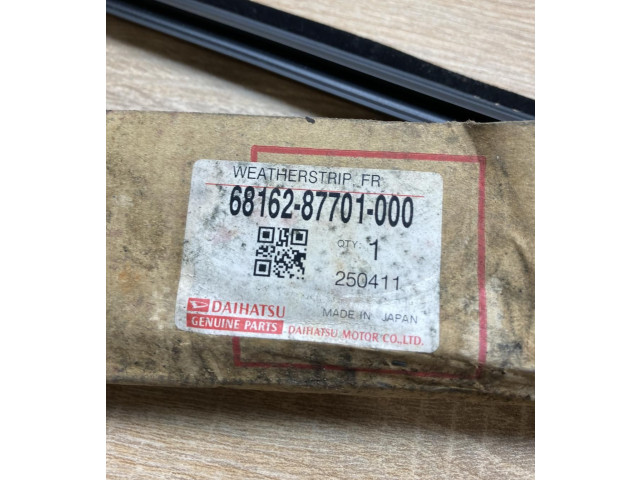 WEATHERSTRIP, FR
68162-87701-000
QTY: 1
250411
DAIHATSU
GENUINE PARTS
MADE IN JAPAN
DAIHATSU MOTOR CO.,LTD.